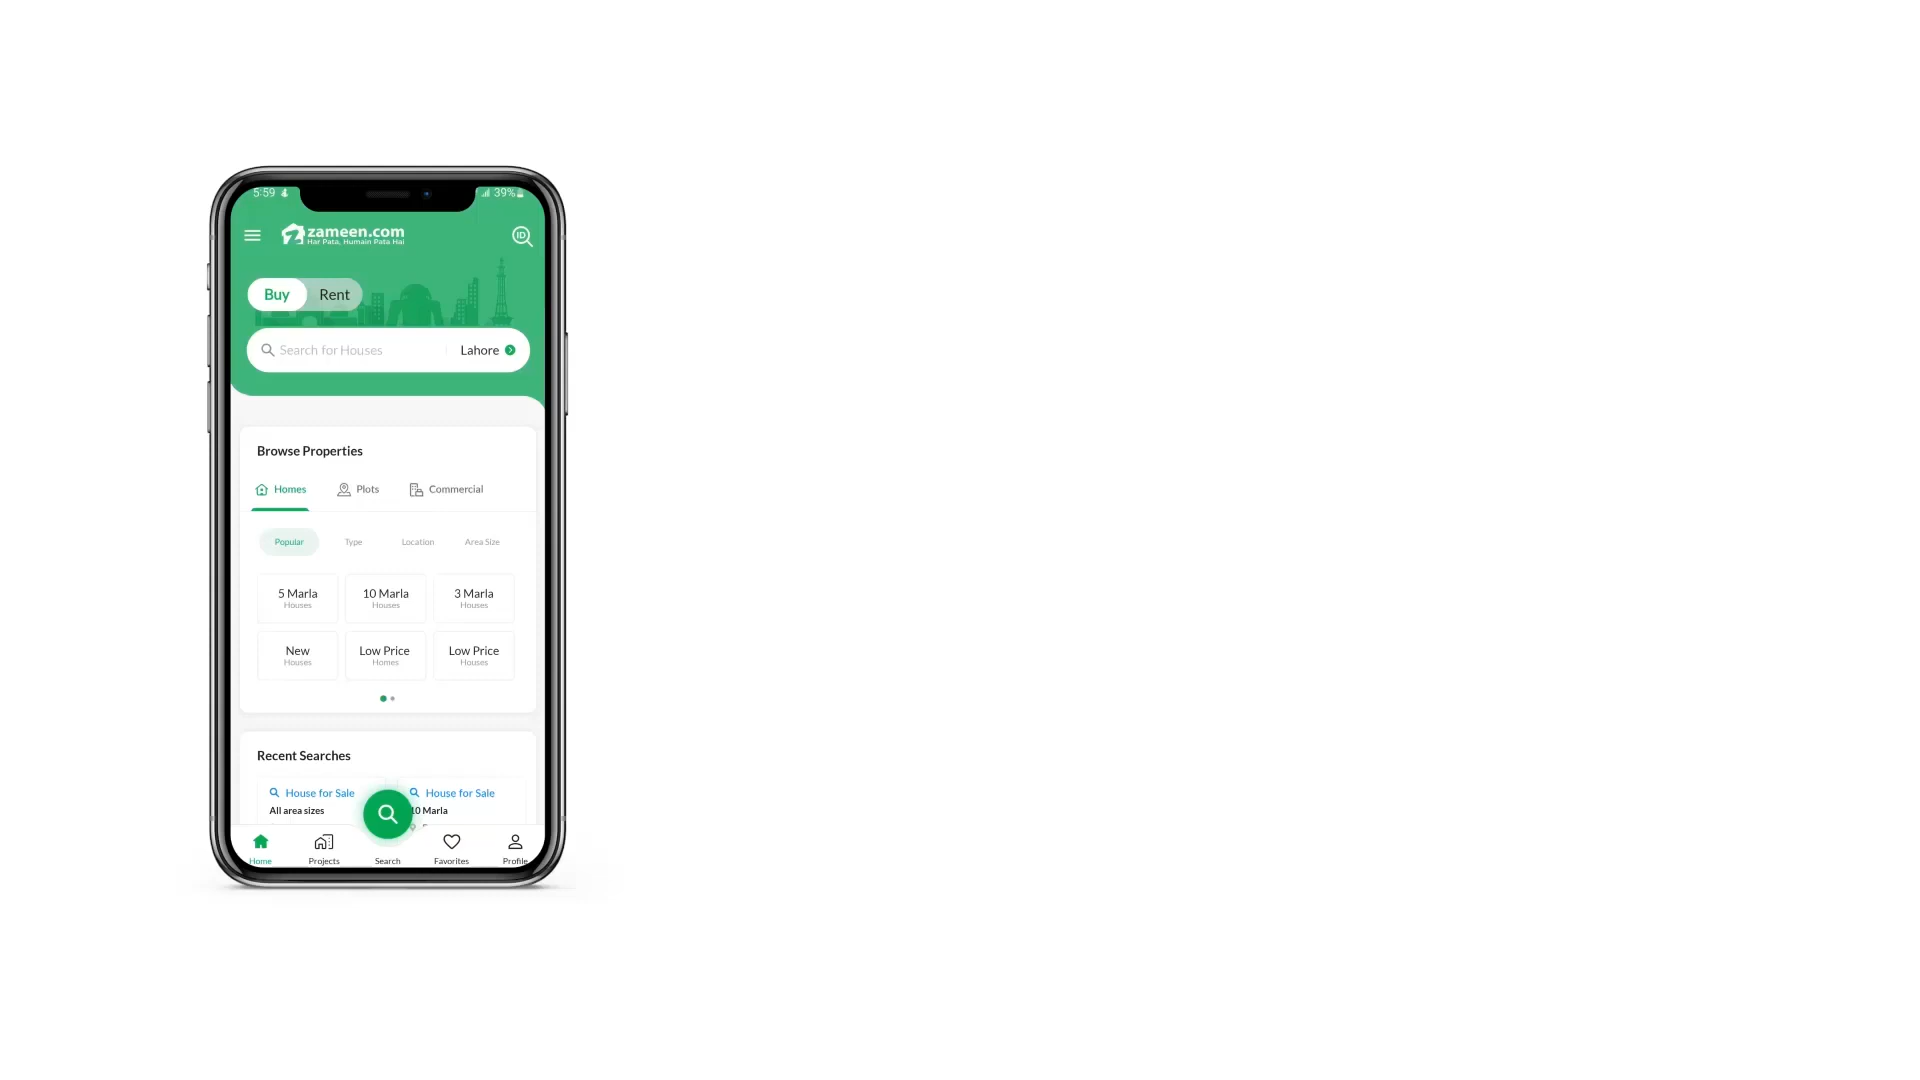 5:59
39%
zameen.com
Har Pata, Humain Pata Hai
ID
Buy Rent
Search for Houses Lahore
Browse Properties
Homes Plots Commercial
Popular Type Location Area Size
5 Marla 10 Marla 3 Marla
Houses Houses Houses
New Low Price Low Price
Houses Homes Houses
Recent Searches
House for Sale House for Sale
All area sizes 10 Marla
Home Projects Search Favorites Profile